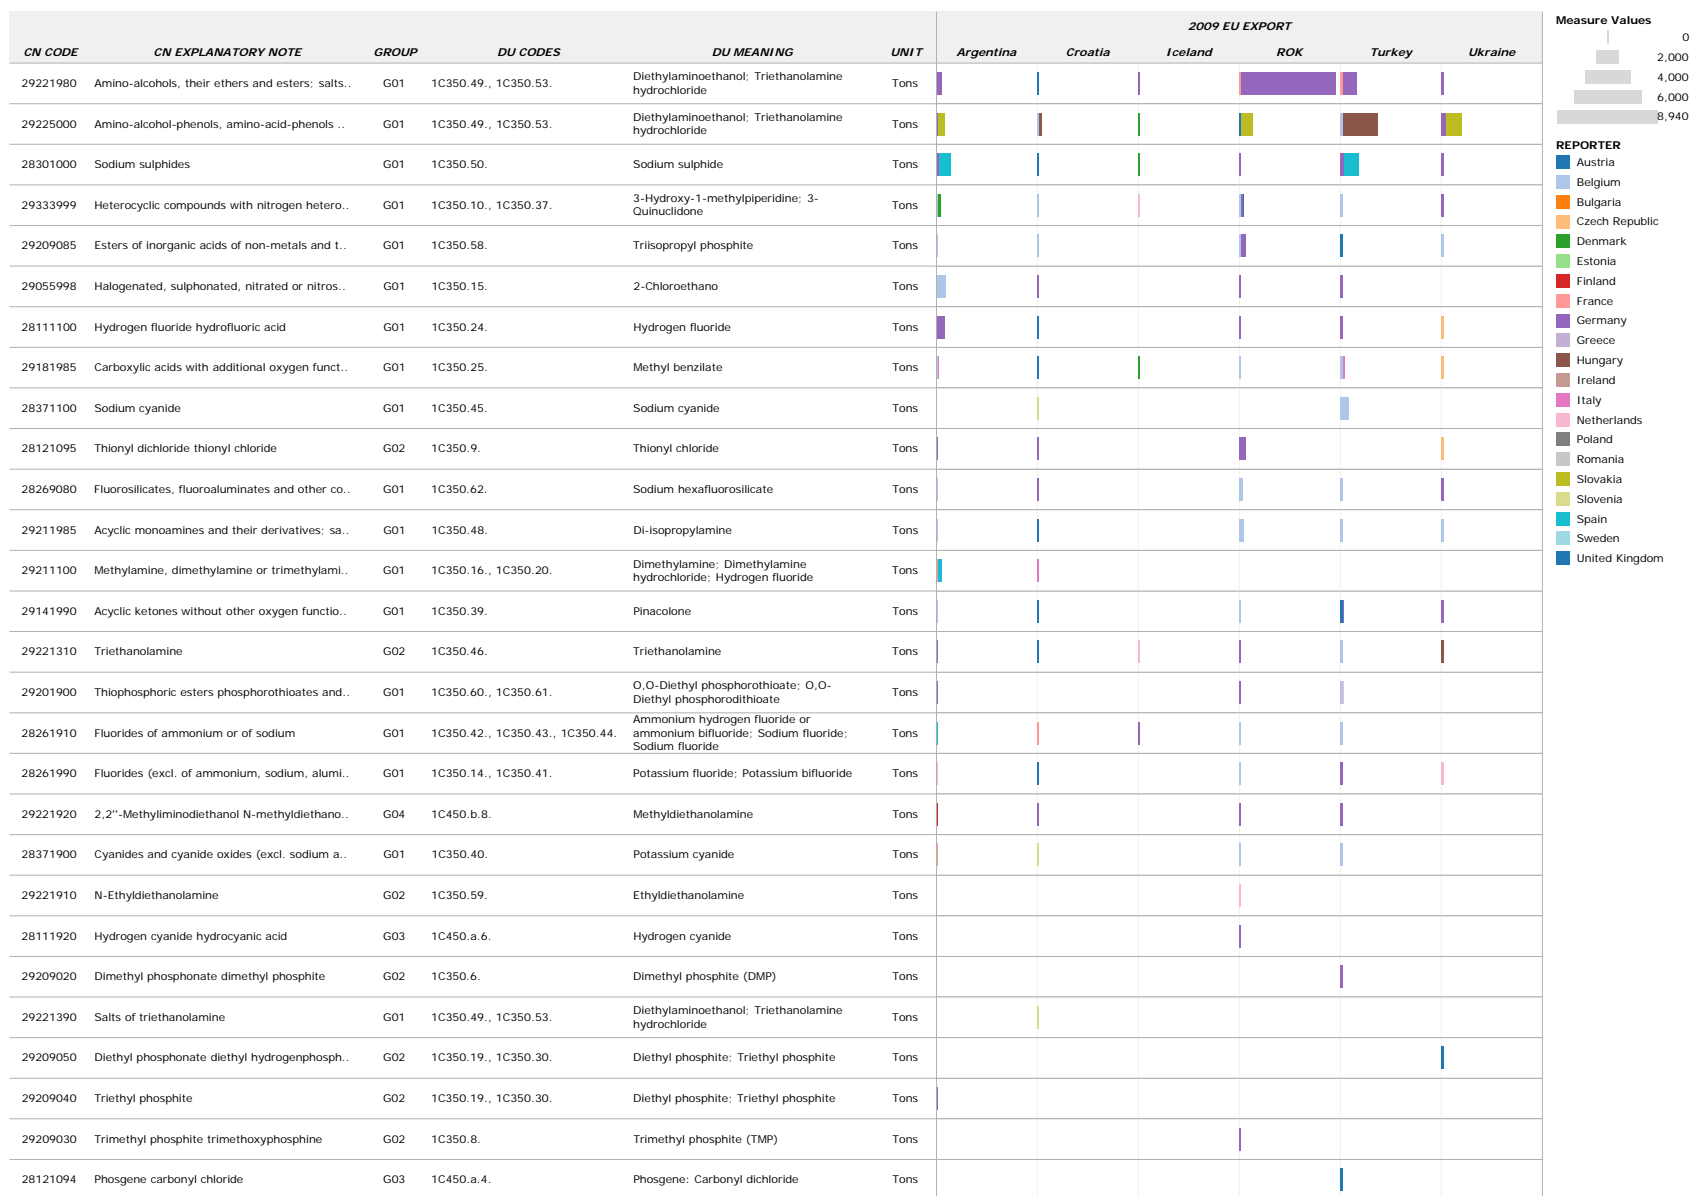 2009 EU EXPORT
CN CODE CN EXPLANATORY NOTE GROUP DU CODES DU MEANING UNIT Argentina Croatia Iceland ROK Turkey Ukraine
29221980 Amino-alcohols, their ethers and esters; salts.. G01 1C350.49., 1C350.53. Diethylaminoethanol; Triethanolamine hydrochloride Tons
29225000 Amino-alcohol-phenols, amino-acid-phenols .. G01 1C350.49., 1C350.53. Diethylaminoethanol; Triethanolamine hydrochloride Tons
28301000 Sodium sulphides G01 1C350.50. Sodium sulphide Tons
29333999 Heterocyclic compounds with nitrogen hetero.. G01 1C350.10., 1C350.37. 3-Hydroxy-1-methylpiperidine; 3-Quinuclidone Tons
29209085 Esters of inorganic acids of non-metals and t.. G01 1C350.58. Triisopropyl phosphite Tons
29055998 Halogenated, sulphonated, nitrated or nitros.. G01 1C350.15. 2-Chloroethano Tons
28111100 Hydrogen fluoride hydrofluoric acid G01 1C350.24. Hydrogen fluoride Tons
29181985 Carboxylic acids with additional oxygen funct.. G01 1C350.25. Methyl benzilate Tons
28371100 Sodium cyanide G01 1C350.45. Sodium cyanide Tons
28121095 Thionyl dichloride thionyl chloride G02 1C350.9. Thionyl chloride Tons
28269080 Fluorosilicates, fluoroaluminates and other co.. G01 1C350.62. Sodium hexafluorosilicate Tons
29211985 Acyclic monoamines and their derivatives; sa.. G01 1C350.48. Di-isopropylamine Tons
29211100 Methylamine, dimethylamine or trimethylami.. G01 1C350.16., 1C350.20. Dimethylamine; Dimethylamine hydrochloride; Hydrogen fluoride Tons
29141990 Acyclic ketones without other oxygen functio.. G01 1C350.39. Pinacolone Tons
29221310 Triethanolamine G02 1C350.46. Triethanolamine Tons
29201900 Thiophosphoric esters phosphorothioates and.. G01 1C350.60., 1C350.61. O,O-Diethyl phosphorothioate; O,O-Diethyl phosphorodithioate Tons
28261910 Fluorides of ammonium or of sodium G01 1C350.42., 1C350.43., 1C350.44. Ammonium hydrogen fluoride or ammonium bifluoride; Sodium fluoride; Sodium fluoride Tons
28261990 Fluorides (excl. of ammonium, sodium, alumi.. G01 1C350.14., 1C350.41. Potassium fluoride; Potassium bifluoride Tons
29221920 2,2''-Methyliminodiethanol N-methyldiethano.. G04 1C450.b.8. Methyldiethanolamine Tons
28371900 Cyanides and cyanide oxides (excl. sodium a.. G01 1C350.40. Potassium cyanide Tons
29221910 N-Ethyldiethanolamine G02 1C350.59. Ethyldiethanolamine Tons
28111920 Hydrogen cyanide hydrocyanic acid G03 1C450.a.6. Hydrogen cyanide Tons
29209020 Dimethyl phosphonate dimethyl phosphite G02 1C350.6. Dimethyl phosphite (DMP) Tons
29221390 Salts of triethanolamine G01 1C350.49., 1C350.53. Diethylaminoethanol; Triethanolamine hydrochloride Tons
29209050 Diethyl phosphonate diethyl hydrogenphosph.. G02 1C350.19., 1C350.30. Diethyl phosphite; Triethyl phosphite Tons
29209040 Triethyl phosphite G02 1C350.19., 1C350.30. Diethyl phosphite; Triethyl phosphite Tons
29209030 Trimethyl phosphite trimethoxyphosphine G02 1C350.8. Trimethyl phosphite (TMP) Tons
28121094 Phosgene carbonyl chloride G03 1C450.a.4. Phosgene: Carbonyl dichloride Tons
Measure Values
0
2,000
4,000
6,000
8,940
REPORTER
Austria
Belgium
Bulgaria
Czech Republic
Denmark
Estonia
Finland
France
Germany
Greece
Hungary
Ireland
Italy
Netherlands
Poland
Romania
Slovakia
Slovenia
Spain
Sweden
United Kingdom